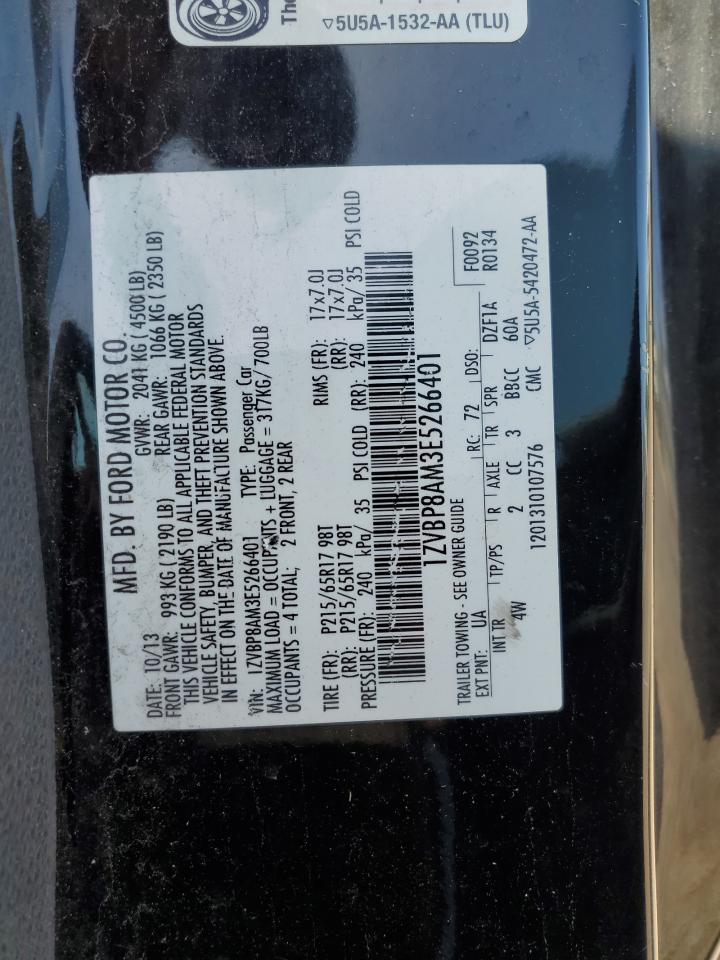 The
▽5U5A-1532-AA (TLU)
MFD. BY FORD MOTOR CO.
DATE: 10/13 GVWR: 2041 KG ( 4500 LB)
FRONT GAWR: 993 KG ( 2190 LB) REAR GAWR: 1066 KG ( 2350 LB)
THIS VEHICLE CONFORMS TO ALL APPLICABLE FEDERAL MOTOR
VEHICLE SAFETY, BUMPER, AND THEFT PREVENTION STANDARDS
IN EFFECT ON THE DATE OF MANUFACTURE SHOWN ABOVE.
VIN: 1ZVBP8AM3E5266401 TYPE: Passenger Car
MAXIMUM LOAD = OCCUPANTS + LUGGAGE = 317KG/ 700LB
OCCUPANTS = 4 TOTAL; 2 FRONT, 2 REAR
TIRE (FR): P215/65R17 98T RIMS (FR): 17x7.0J
(RR): P215/65R17 98T (RR): 17x7.0J
PRESSURE (FR): 240 kPa/ 35 PSI COLD (RR): 240 kPa/ 35 PSI COLD
1ZVBP8AM3E5266401
TRAILER TOWING - SEE OWNER GUIDE F0092
EXT PNT: UA RC: 72 DSO: R0134
INT TR TP/PS R AXLE TR SPR DZF1A
4W 2 CC 3 BBCC 60A
1201310107576 CMC ▽5U5A-5420472-AA